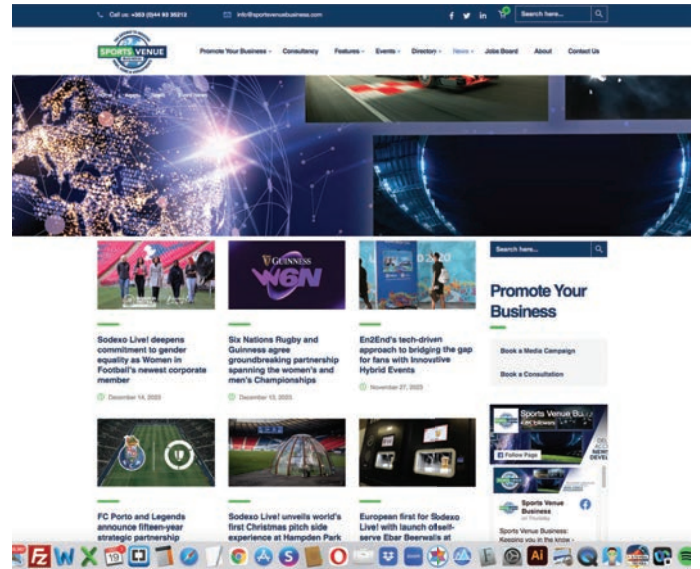 Call us: +353 (0)44 93 35212
info@sportsvenuebusiness.com
Search here...
SPORTS VENUE
BUSINESS
Promote Your Business
Consultancy
Features
Events
Directory
News
Jobs Board
About
Contact Us
GUINNESS
W6N
Search here...
Promote Your
Business
Book a Media Campaign
Book a Consultation
Sodexo Live! deepens
commitment to gender
equality as Women in
Football's newest corporate
member
December 14, 2023
Six Nations Rugby and
Guinness agree
groundbreaking partnership
spanning the women's and
men's Championships
December 13, 2023
En2End's tech-driven
approach to bridging the gap
for fans with Innovative
Hybrid Events
November 27, 2023
Sports Venue Bu...
Follow Page
Sports Venue
Business
on Thursday
Sports Venue Business:
Keeping you in the know -
FC Porto and Legends
announce fifteen-year
strategic partnership
Sodexo Live! unveils world's
first Christmas pitch side
experience at Hampden Park
European first for Sodexo
Live! with launch of self-
serve Ebar Beerwalls at
19
Ai